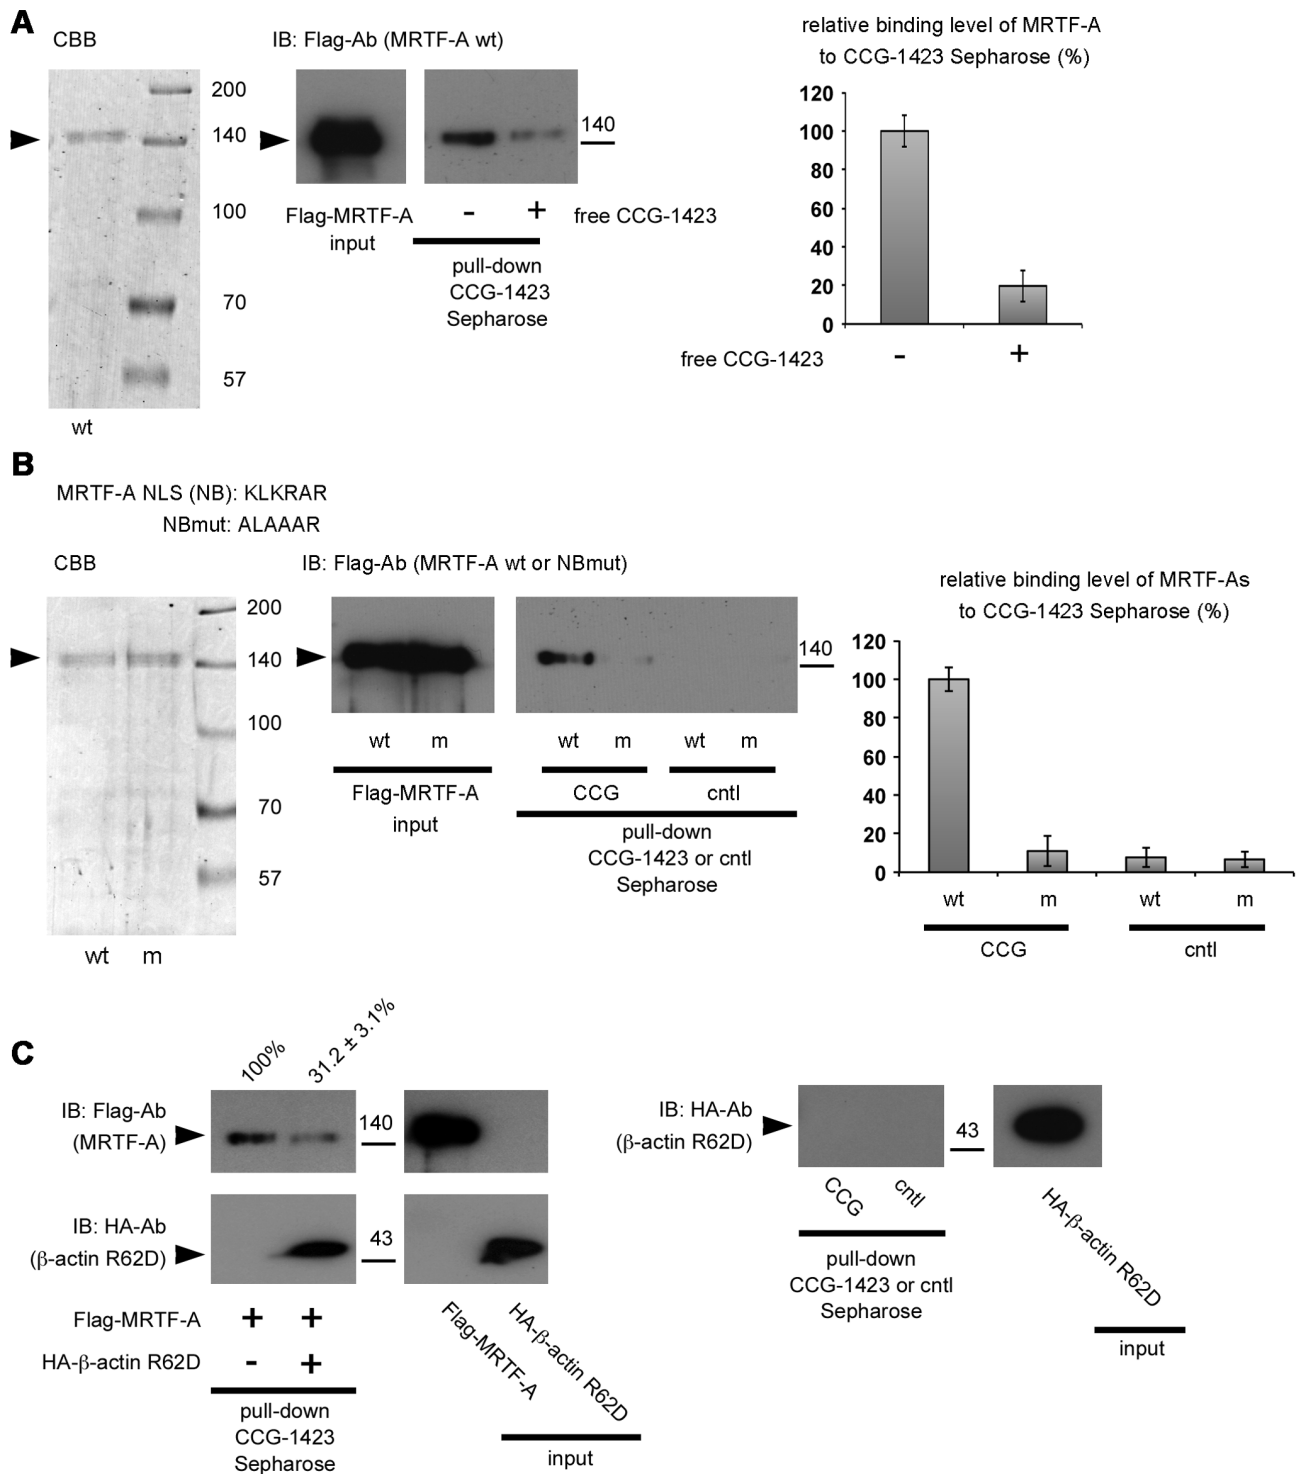 A
CBB
IB: Flag-Ab (MRTF-A wt)
relative binding level of MRTF-A
to CCG-1423 Sepharose (%)
200
140
100
70
57
wt
140
Flag-MRTF-A
input
- + free CCG-1423
pull-down
CCG-1423
Sepharose
120
100
80
60
40
20
0
free CCG-1423 - +
B
MRTF-A NLS (NB): KLKRAR
NBmut: ALAAAR
CBB
IB: Flag-Ab (MRTF-A wt or NBmut)
relative binding level of MRTF-As
to CCG-1423 Sepharose (%)
200
140
100
70
57
wt m
140
wt m
Flag-MRTF-A
input
wt m wt m
CCG cntl
pull-down
CCG-1423 or cntl
Sepharose
120
100
80
60
40
20
0
wt m wt m
CCG cntl
C
100% 31.2 ± 3.1%
IB: Flag-Ab
(MRTF-A)
140
IB: HA-Ab
(β-actin R62D)
43
Flag-MRTF-A + +
HA-β-actin R62D - +
pull-down
CCG-1423
Sepharose
Flag-MRTF-A
HA-β-actin R62D
input
IB: HA-Ab
(β-actin R62D)
43
CCG cntl
pull-down
CCG-1423 or cntl
Sepharose
HA-β-actin R62D
input